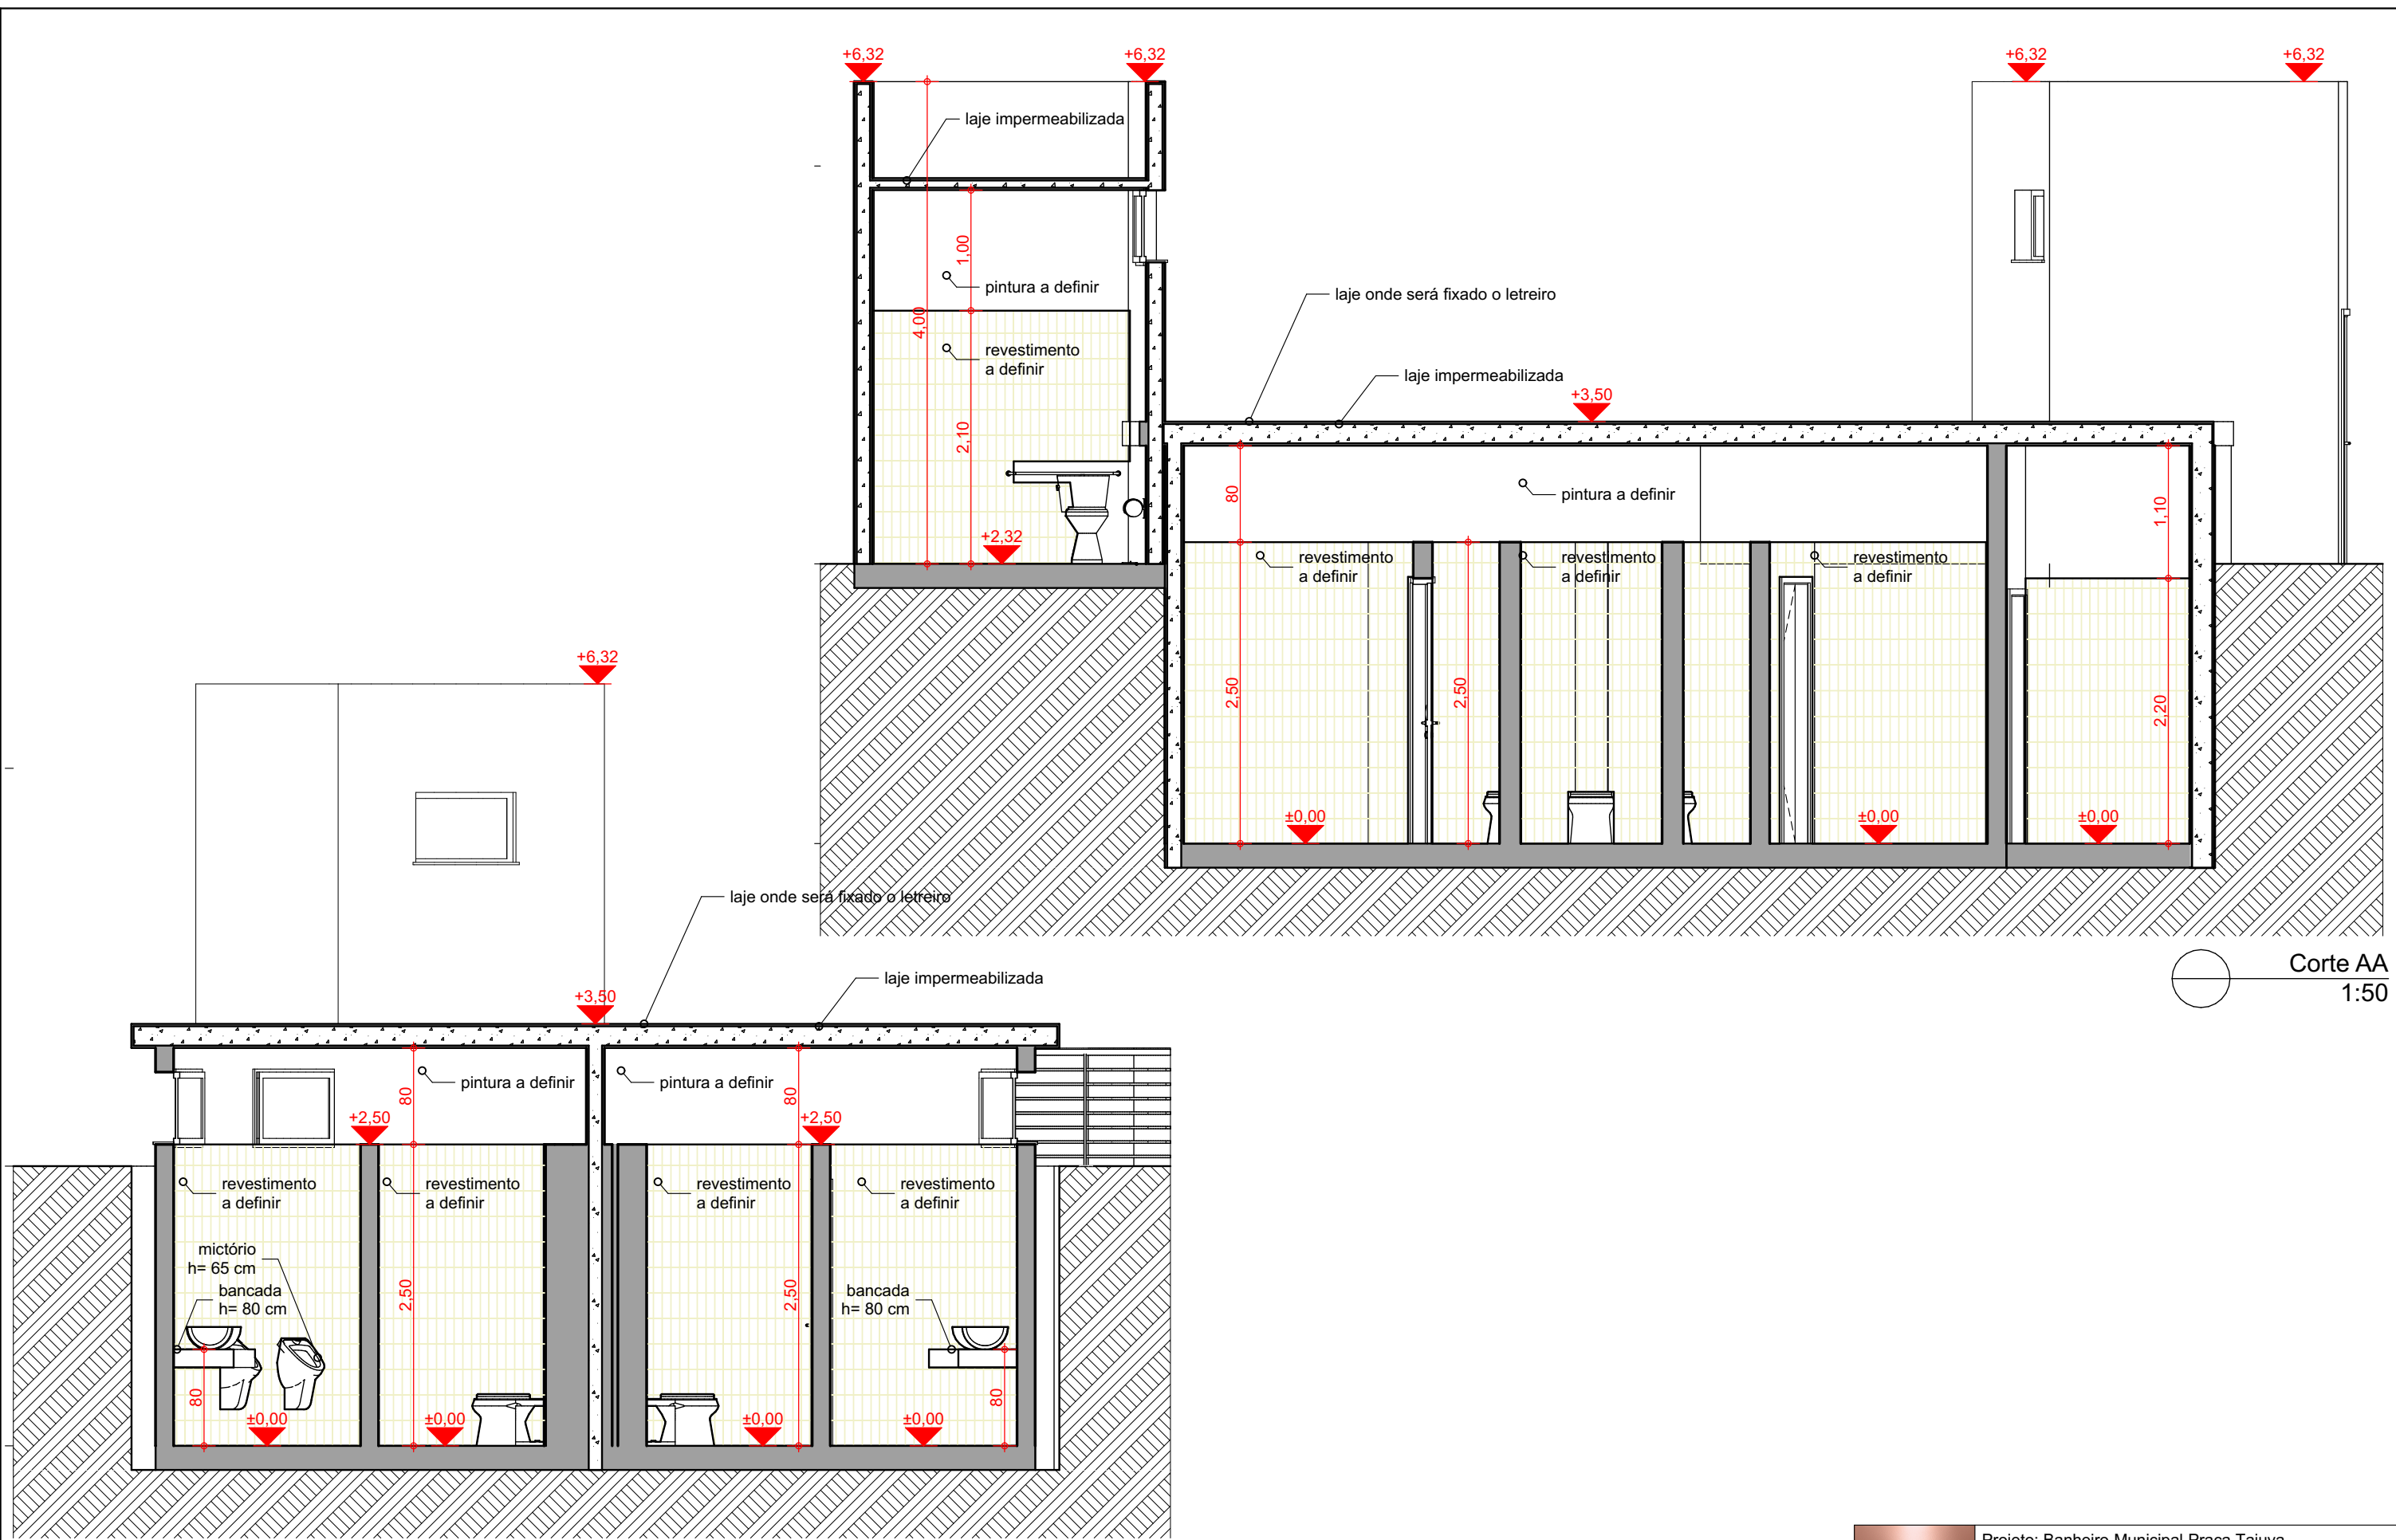 +6,32
+6,32
+6,32
+6,32
laje impermeabilizada
1,00
pintura a definir
4,00
revestimento
a definir
2,10
+2,32
laje onde será fixado o letreiro
laje impermeabilizada
+3,50
80
pintura a definir
1,10
revestimento
a definir
revestimento
a definir
revestimento
a definir
2,50
2,50
2,20
±0,00
±0,00
±0,00
Corte AA
1:50
+6,32
laje onde será fixado o letreiro
laje impermeabilizada
+3,50
pintura a definir
pintura a definir
80
80
+2,50
+2,50
revestimento
a definir
revestimento
a definir
revestimento
a definir
revestimento
a definir
mictório
h= 65 cm
bancada
h= 80 cm
2,50
2,50
bancada
h= 80 cm
80
80
±0,00
±0,00
±0,00
±0,00
Projeto: Banheiro Municipal Praça Taiuva